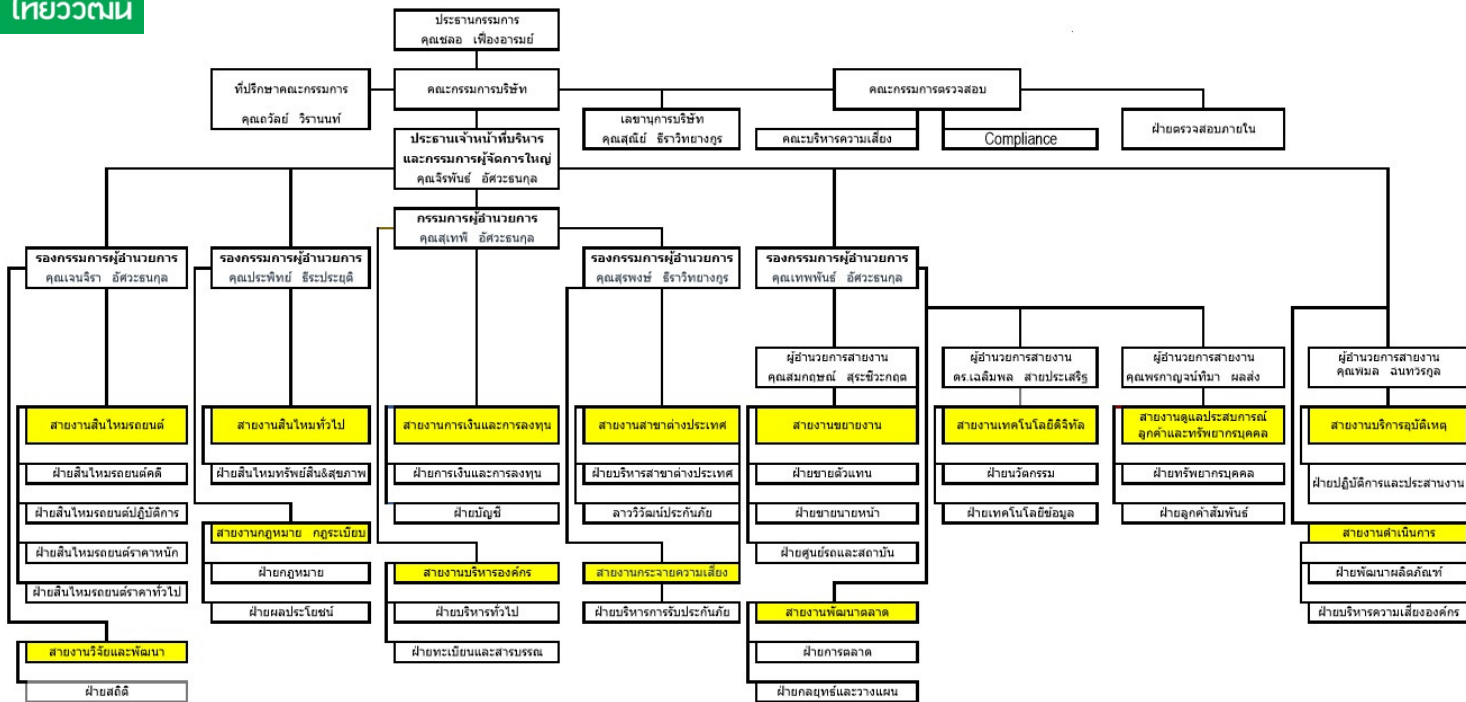 ไทยวิวัฒน์
ประธานกรรมการ
คุณชลอ เฟื่องอารมย์
ที่ปรึกษาคณะกรรมการ
คุณถวัลย์ วิรานนท์
คณะกรรมการบริษัท
คณะกรรมการตรวจสอบ
เลขานุการบริษัท
คุณสุณีย์ ธีราวิทยางกูร
คณะบริหารความเสี่ยง
Compliance
ฝ่ายตรวจสอบภายใน
ประธานเจ้าหน้าที่บริหาร
และกรรมการผู้จัดการใหญ่
คุณจิรพันธ์ อัศวะธนกุล
กรรมการผู้อำนวยการ
คุณสุเทพี อัศวะธนกุล
รองกรรมการผู้อำนวยการ
คุณเจนจิรา อัศวะธนกุล
รองกรรมการผู้อำนวยการ
คุณประพิทย์ ธีระประยุติ
รองกรรมการผู้อำนวยการ
คุณสุรพงษ์ ธีราวิทยางกูร
รองกรรมการผู้อำนวยการ
คุณเทพพันธ์ อัศวะธนกุล
ผู้อำนวยการสายงาน
คุณสมกฤษณ์ สุระชีวะกฤต
ผู้อำนวยการสายงาน
ดร.เฉลิมพล สายประเสริฐ
ผู้อำนวยการสายงาน
คุณพรกาญจน์ทิมา ผลส่ง
ผู้อำนวยการสายงาน
คุณพิมล ฉนทวรกูล
สายงานสินไหมรถยนต์
ฝ่ายสินไหมรถยนต์คดี
ฝ่ายสินไหมรถยนต์ปฏิบัติการ
ฝ่ายสินไหมรถยนต์ราคาหนัก
ฝ่ายสินไหมรถยนต์ราคาทั่วไป
สายงานวิจัยและพัฒนา
ฝ่ายสถิติ
สายงานสินไหมทั่วไป
ฝ่ายสินไหมทรัพย์สิน&สุขภาพ
สายงานกฎหมาย กฎระเบียบ
ฝ่ายกฎหมาย
ฝ่ายผลประโยชน์
สายงานการเงินและการลงทุน
ฝ่ายการเงินและการลงทุน
ฝ่ายบัญชี
สายงานบริหารองค์กร
ฝ่ายบริหารทั่วไป
ฝ่ายทะเบียนและสารบรรณ
สายงานสาขาต่างประเทศ
ฝ่ายบริหารสาขาต่างประเทศ
ลาววิวัฒน์ประกันภัย
สายงานกระจายความเสี่ยง
ฝ่ายบริหารการรับประกันภัย
สายงานขยายงาน
ฝ่ายขายตัวแทน
ฝ่ายขายนายหน้า
ฝ่ายศูนย์รถและสถาบัน
สายงานพัฒนาตลาด
ฝ่ายการตลาด
ฝ่ายกลยุทธ์และวางแผน
สายงานเทคโนโลยีดิจิทัล
ฝ่ายนวัตกรรม
ฝ่ายเทคโนโลยีข้อมูล
สายงานดูแลประสบการณ์
ลูกค้าและทรัพยากรบุคคล
ฝ่ายทรัพยากรบุคคล
ฝ่ายลูกค้าสัมพันธ์
สายงานบริการอุบัติเหตุ
ฝ่ายปฏิบัติการและประสานงาน
สายงานดำเนินการ
ฝ่ายพัฒนาผลิตภัณฑ์
ฝ่ายบริหารความเสี่ยงองค์กร